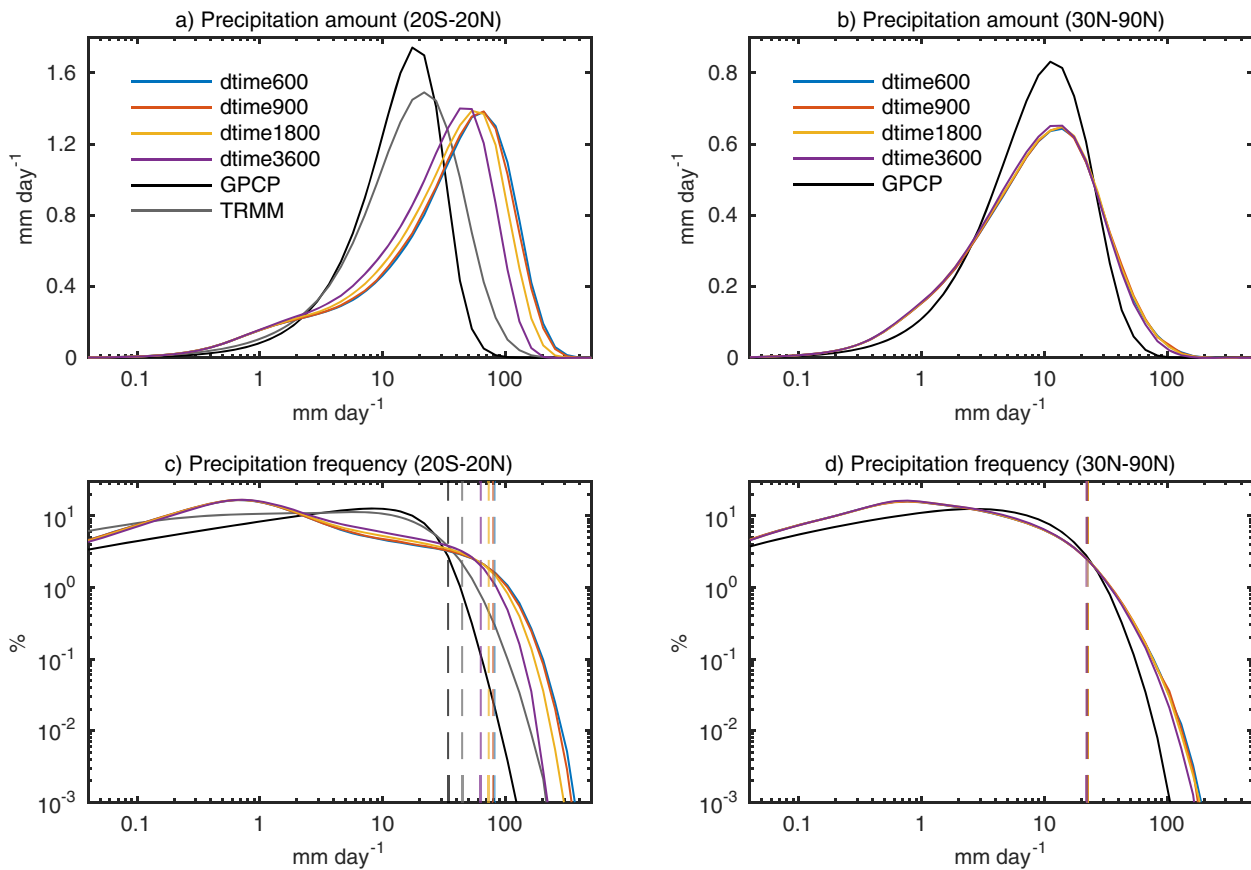 a) Precipitation amount (20S-20N)
mm day-1
1.6
1.2
0.8
0.4
0
dtime600
dtime900
dtime1800
dtime3600
GPCP
TRMM
0.1 1 10 100
mm day-1
b) Precipitation amount (30N-90N)
mm day-1
0.8
0.6
0.4
0.2
0
dtime600
dtime900
dtime1800
dtime3600
GPCP
0.1 1 10 100
mm day-1
c) Precipitation frequency (20S-20N)
%
10^1
10^0
10^-1
10^-2
10^-3
0.1 1 10 100
mm day-1
d) Precipitation frequency (30N-90N)
%
10^1
10^0
10^-1
10^-2
10^-3
0.1 1 10 100
mm day-1